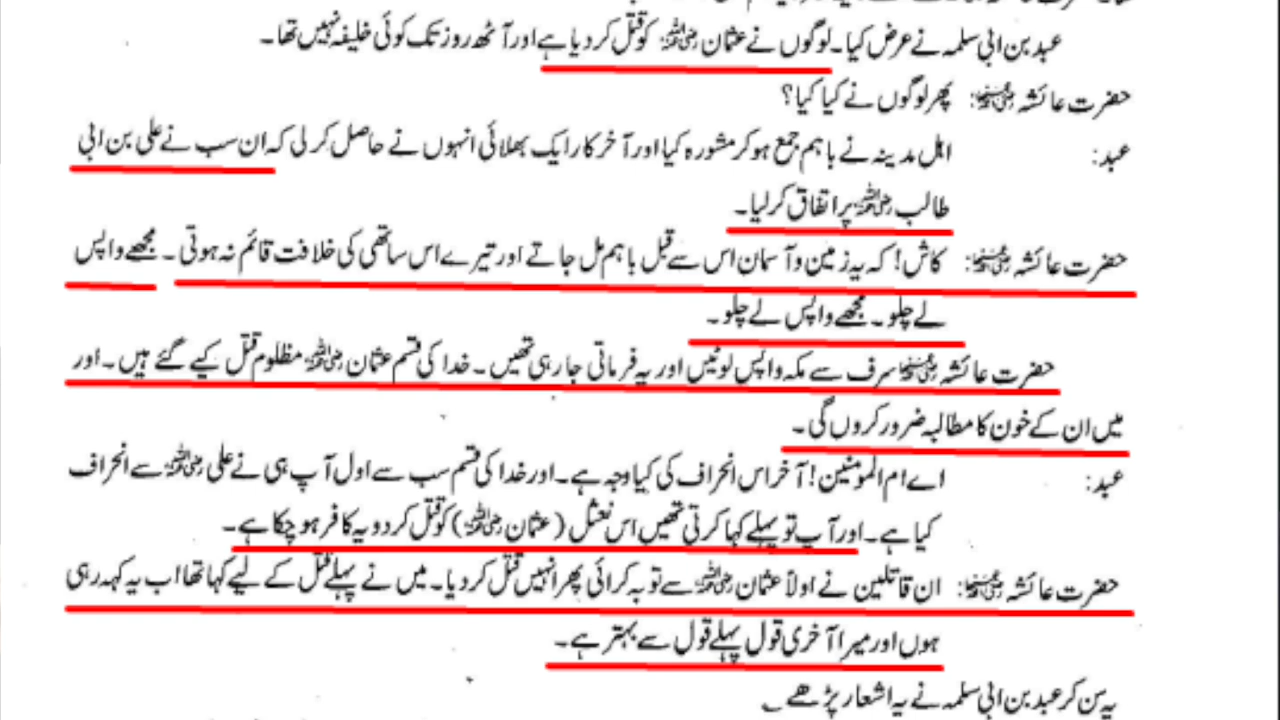 عبد بن ابی سلمہ نے عرض کیا۔ لوگوں نے عثمان رضی اللہ عنہ کو قتل کر دیا ہے اور آٹھ روز تک کوئی خلیفہ نہیں تھا۔
حضرت عائشہ رضی اللہ عنہا: پھر لوگوں نے کیا کیا؟
عبد: اہل مدینہ نے باہم جمع ہو کر مشورہ کیا اور آخر کار ایک بھلائی انہوں نے حاصل کر لی کہ ان سب نے علی بن ابی
طالب رضی اللہ عنہ پر اتفاق کر لیا۔
حضرت عائشہ رضی اللہ عنہا: کاش! کہ یہ زمین و آسمان اس سے قبل باہم مل جاتے اور تیرے اس ساتھی کی خلافت قائم نہ ہوتی۔ مجھے واپس
لے چلو۔ مجھے واپس لے چلو۔
حضرت عائشہ رضی اللہ عنہا سرف سے مکہ واپس لوٹیں اور یہ فرماتی جا رہی تھیں۔ خدا کی قسم عثمان رضی اللہ عنہ مظلوم قتل کیے گئے ہیں۔ اور
میں ان کے خون کا مطالبہ ضرور کروں گی۔
عبد: اے ام المومنین! آخر اس انحراف کی کیا وجہ ہے۔ اور خدا کی قسم سب سے اول آپ ہی نے علی رضی اللہ عنہ سے انحراف
کیا ہے۔ اور آپ تو پہلے کہا کرتی تھیں اس نعثل (عثمان رضی اللہ عنہ) کو قتل کر دو یہ کافر ہو چکا ہے۔
حضرت عائشہ رضی اللہ عنہا: ان قاتلین نے اولاً عثمان رضی اللہ عنہ سے توبہ کرائی پھر انہیں قتل کر دیا۔ میں نے پہلے قتل کے لیے کہا تھا اب یہ کہہ رہی
ہوں اور میرا آخری قول پہلے قول سے بہتر ہے۔
یہ سن کر عبد بن ابی سلمہ نے یہ اشعار پڑھے